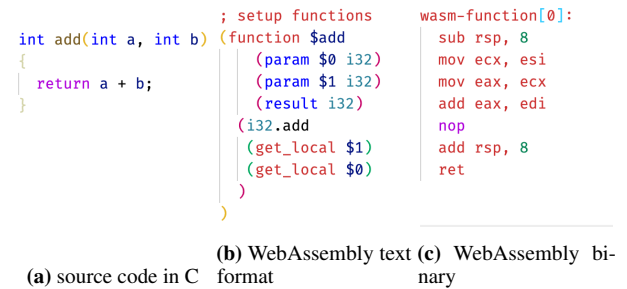 int add(int a, int b)
{
return a + b;
}
(a) source code in C
; setup functions
(function $add
(param $0 i32)
(param $1 i32)
(result i32)
(i32.add
(get_local $1)
(get_local $0)
)
)
(b) WebAssembly text
format
wasm-function[0]:
sub rsp, 8
mov ecx, esi
mov eax, ecx
add eax, edi
nop
add rsp, 8
ret
(c) WebAssembly bi-
nary